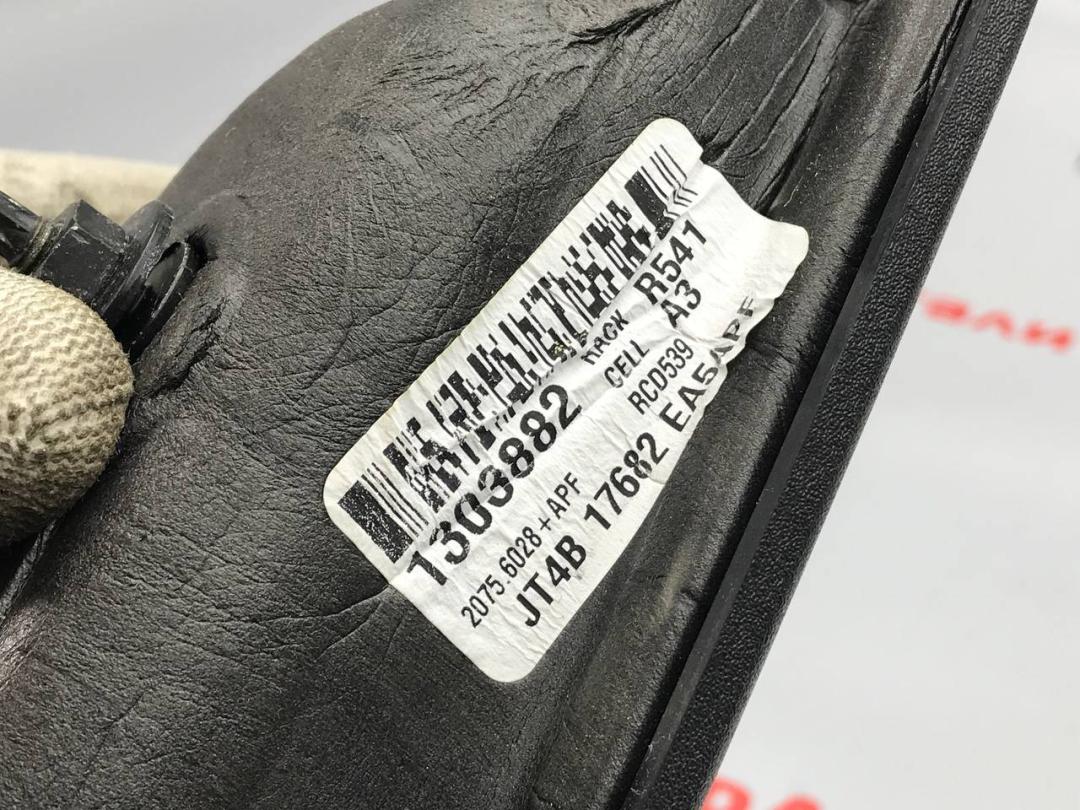 RACK R541
1303882 CELL A3
2075.6028+APF RCD539
JT4B 17682 EA5APF